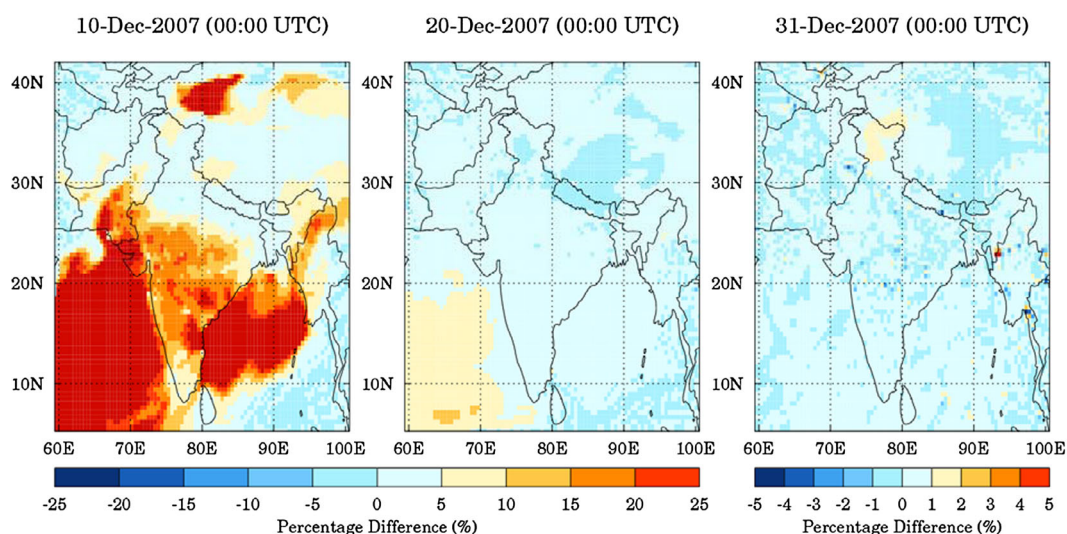 10-Dec-2007 (00:00 UTC) 20-Dec-2007 (00:00 UTC) 31-Dec-2007 (00:00 UTC)
40N 40N 40N
30N 30N 30N
20N 20N 20N
10N 10N 10N
60E 70E 80E 90E 100E 60E 70E 80E 90E 100E 60E 70E 80E 90E 100E
-25 -20 -15 -10 -5 0 5 10 15 20 25 -5 -4 -3 -2 -1 0 1 2 3 4 5
Percentage Difference (%) Percentage Difference (%)